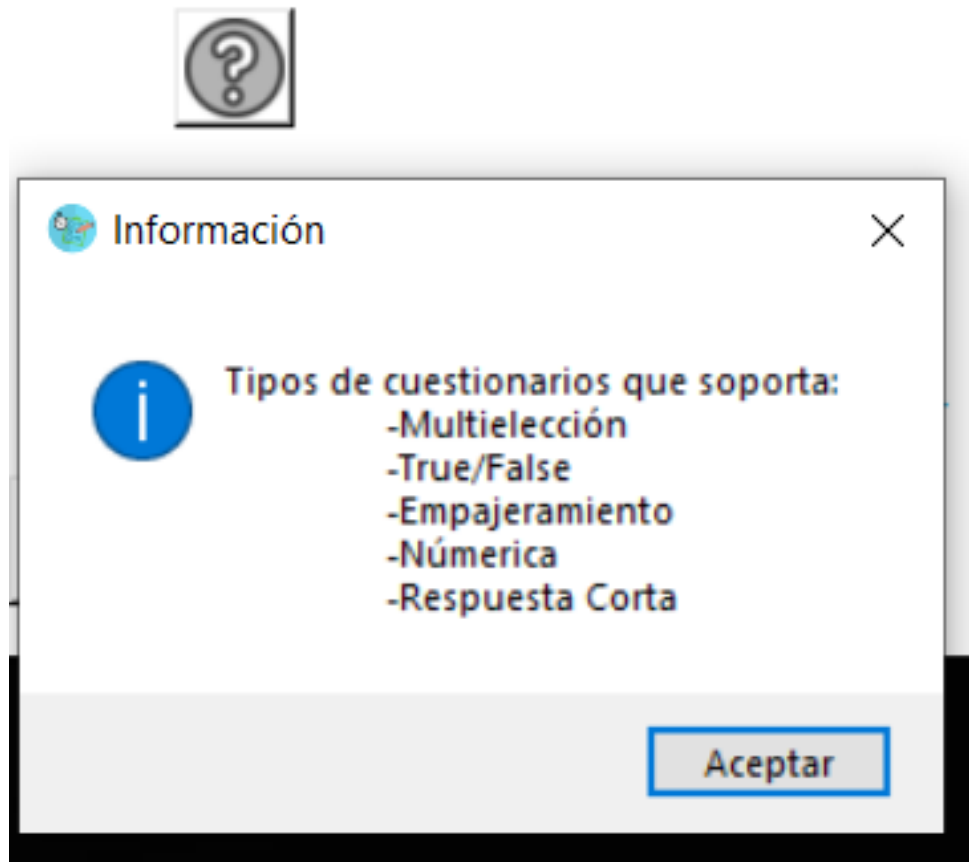 Información
Tipos de cuestionarios que soporta:
-Multielección
-True/False
-Empajeramiento
-Númerica
-Respuesta Corta
Aceptar